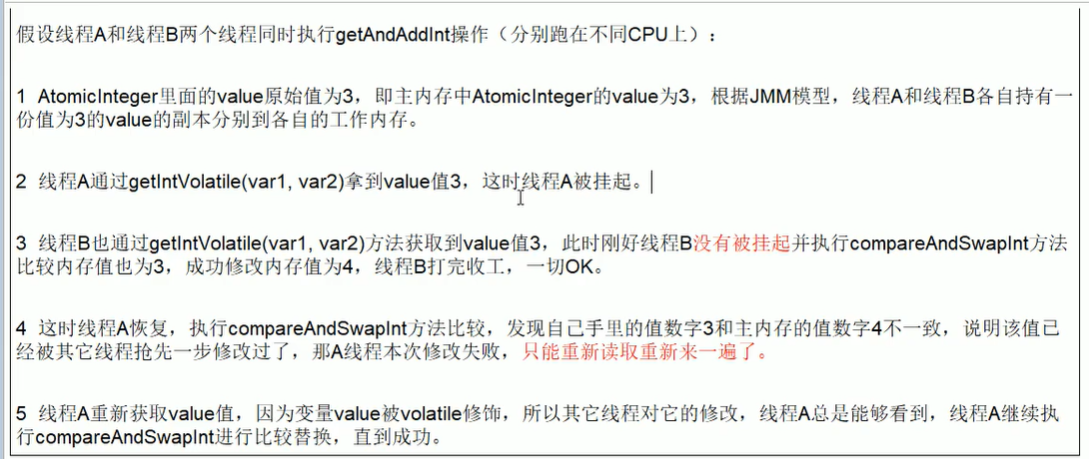 假设线程A和线程B两个线程同时执行getAndAddInt操作（分别跑在不同CPU上）：
1 AtomicInteger里面的value原始值为3，即主内存中AtomicInteger的value为3，根据JMM模型，线程A和线程B各自持有一
份值为3的value的副本分别到各自的工作内存。
2 线程A通过getIntVolatile(var1, var2)拿到value值3，这时线程A被挂起。
3 线程B也通过getIntVolatile(var1, var2)方法获取到value值3，此时刚好线程B没有被挂起并执行compareAndSwapInt方法
比较内存值也为3，成功修改内存值为4，线程B打完收工，一切OK。
4 这时线程A恢复，执行compareAndSwapInt方法比较，发现自己手里的值数字3和主内存的值数字4不一致，说明该值已
经被其它线程抢先一步修改过了，那A线程本次修改失败，只能重新读取重新来一遍了。
5 线程A重新获取value值，因为变量value被volatile修饰，所以其它线程对它的修改，线程A总是能够看到，线程A继续执
行compareAndSwapInt进行比较替换，直到成功。